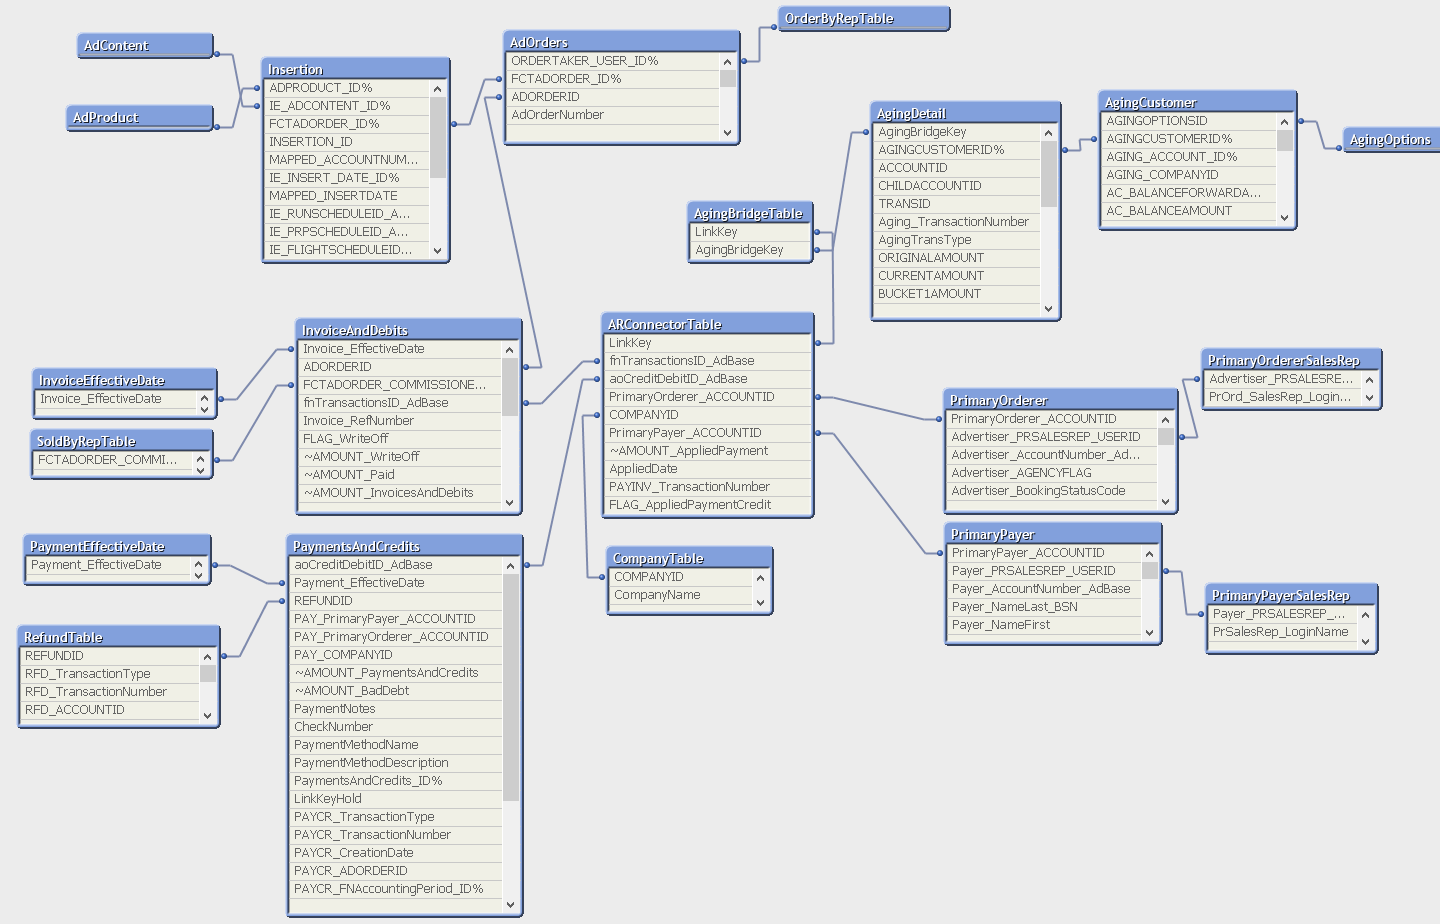 AdContent
AdProduct
Insertion
ADPRODUCT_ID%
IE_ADCONTENT_ID%
FCTADORDER_ID%
INSERTION_ID
MAPPED_ACCOUNTNUM...
IE_INSERT_DATE_ID%
MAPPED_INSERTDATE
IE_RUNSCHEDULEID_A...
IE_PRPSCHEDULEID_A...
IE_FLIGHTSCHEDULEID...
AdOrders
ORDERTAKER_USER_ID%
FCTADORDER_ID%
ADORDERID
AdOrderNumber
OrderByRepTable
AgingBridgeTable
LinkKey
AgingBridgeKey
AgingDetail
AgingBridgeKey
AGINGCUSTOMERID%
ACCOUNTID
CHILDACCOUNTID
TRANSID
Aging_TransactionNumber
AgingTransType
ORIGINALAMOUNT
CURRENTAMOUNT
BUCKET1AMOUNT
AgingCustomer
AGINGOPTIONSID
AGINGCUSTOMERID%
AGING_ACCOUNT_ID%
AGING_COMPANYID
AC_BALANCEFORWARDA...
AC_BALANCEAMOUNT
AgingOptions
InvoiceEffectiveDate
Invoice_EffectiveDate
SoldByRepTable
FCTADORDER_COMMI...
InvoiceAndDebits
Invoice_EffectiveDate
ADORDERID
FCTADORDER_COMMISSIONE...
fnTransactionsID_AdBase
Invoice_RefNumber
FLAG_WriteOff
~AMOUNT_WriteOff
~AMOUNT_Paid
~AMOUNT_InvoicesAndDebits
ARConnectorTable
LinkKey
fnTransactionsID_AdBase
aoCreditDebitID_AdBase
PrimaryOrderer_ACCOUNTID
COMPANYID
PrimaryPayer_ACCOUNTID
~AMOUNT_AppliedPayment
AppliedDate
PAYINV_TransactionNumber
FLAG_AppliedPaymentCredit
PrimaryOrderer
PrimaryOrderer_ACCOUNTID
Advertiser_PRSALESREP_USERID
Advertiser_AccountNumber_Ad...
Advertiser_AGENCYFLAG
Advertiser_BookingStatusCode
PrimaryOrdererSalesRep
Advertiser_PRSALESRE...
PrOrd_SalesRep_Login...
PaymentEffectiveDate
Payment_EffectiveDate
RefundTable
REFUNDID
RFD_TransactionType
RFD_TransactionNumber
RFD_ACCOUNTID
PaymentsAndCredits
aoCreditDebitID_AdBase
Payment_EffectiveDate
REFUNDID
PAY_PrimaryPayer_ACCOUNTID
PAY_PrimaryOrderer_ACCOUNTID
PAY_COMPANYID
~AMOUNT_PaymentsAndCredits
~AMOUNT_BadDebt
PaymentNotes
CheckNumber
PaymentMethodName
PaymentMethodDescription
PaymentsAndCredits_ID%
LinkKeyHold
PAYCR_TransactionType
PAYCR_TransactionNumber
PAYCR_CreationDate
PAYCR_ADORDERID
PAYCR_FNAccountingPeriod_ID%
CompanyTable
COMPANYID
CompanyName
PrimaryPayer
PrimaryPayer_ACCOUNTID
Payer_PRSALESREP_USERID
Payer_AccountNumber_AdBase
Payer_NameLast_BSN
Payer_NameFirst
PrimaryPayerSalesRep
Payer_PRSALESREP_...
PrSalesRep_LoginName